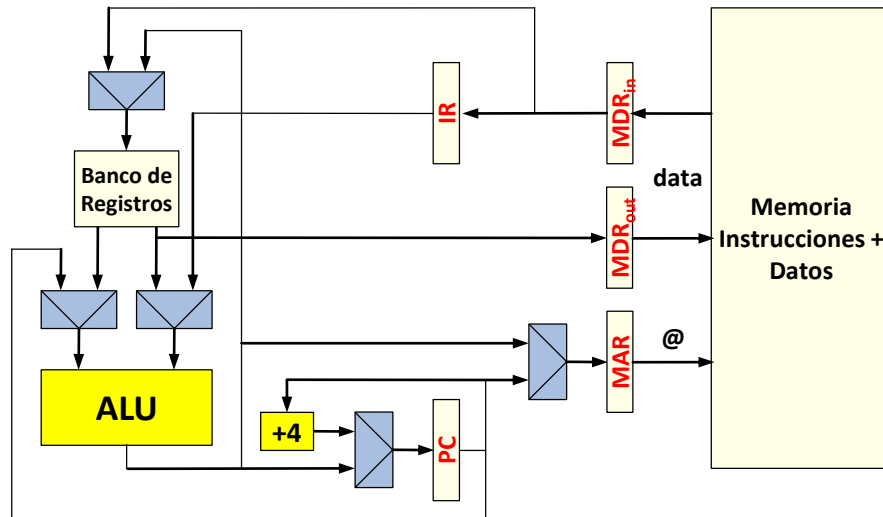 IR
MDRin
Banco de
Registros
data
MDRout
Memoria
Instrucciones +
Datos
@
MAR
ALU
+4
PC